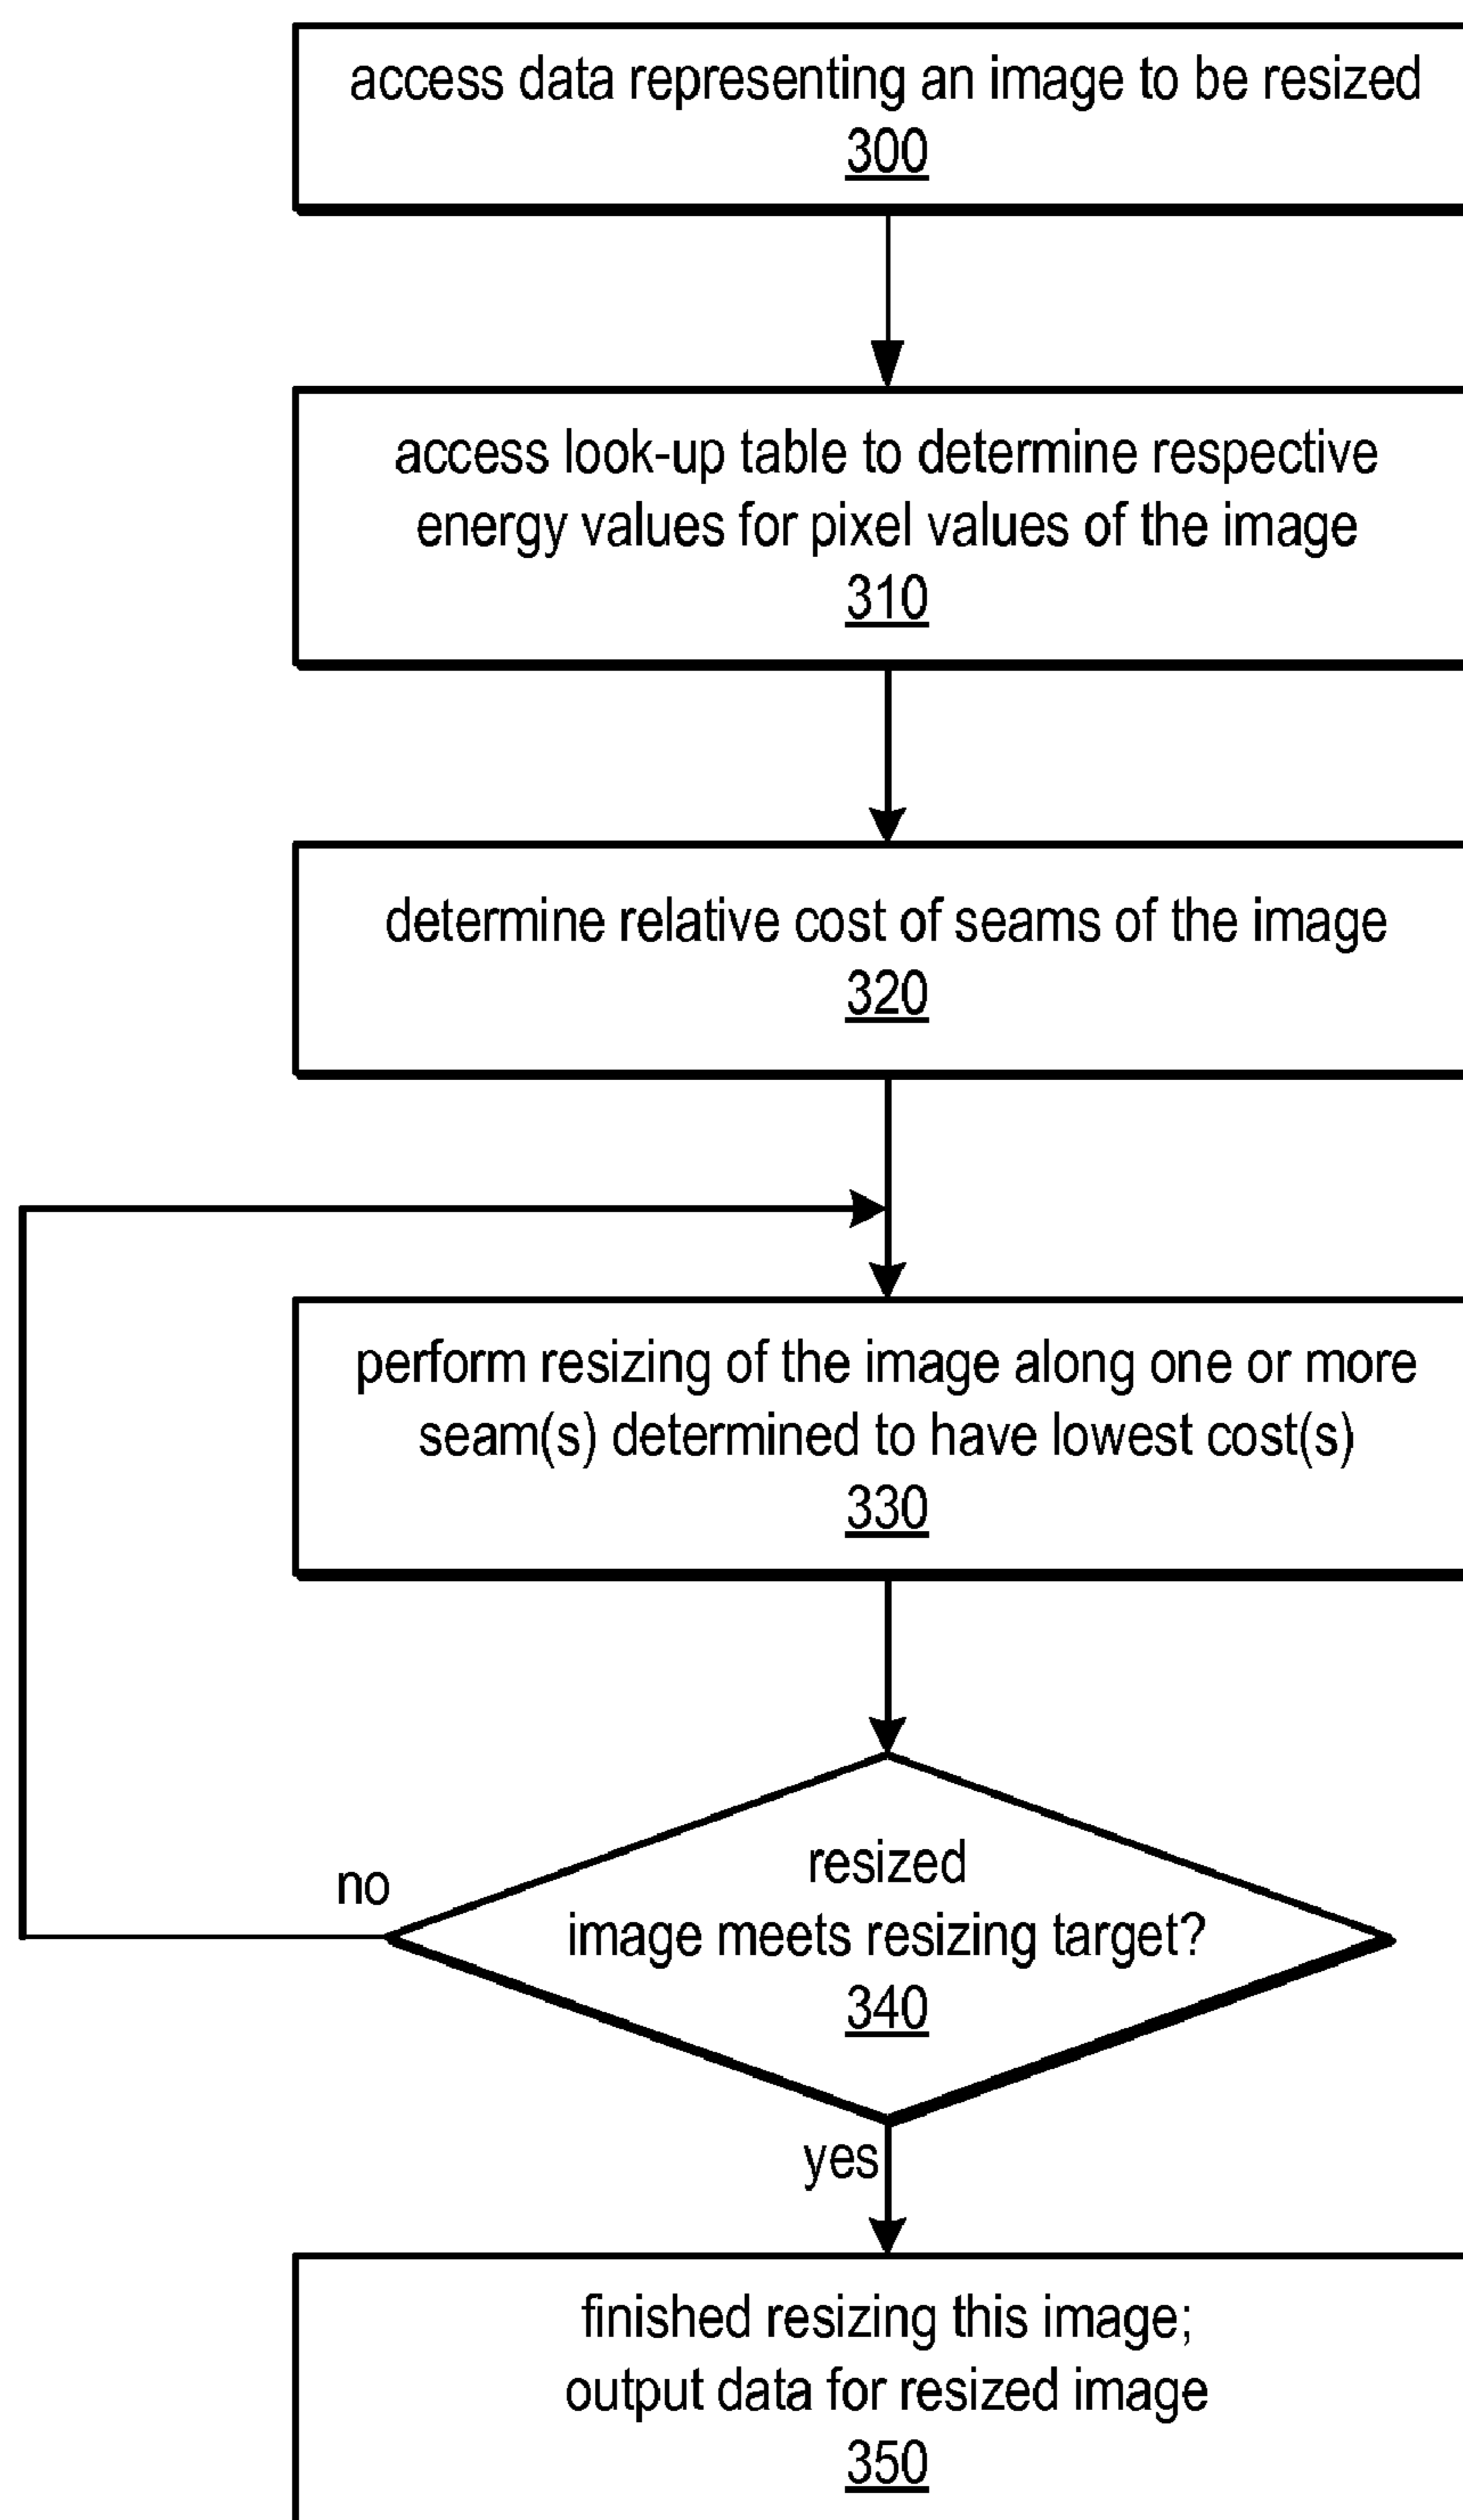 access data representing an image to be resized
300
access look-up table to determine respective
energy values for pixel values of the image
310
determine relative cost of seams of the image
320
perform resizing of the image along one or more
seam(s) determined to have lowest cost(s)
330
resized
image meets resizing target?
340
no
yes
finished resizing this image;
output data for resized image
350